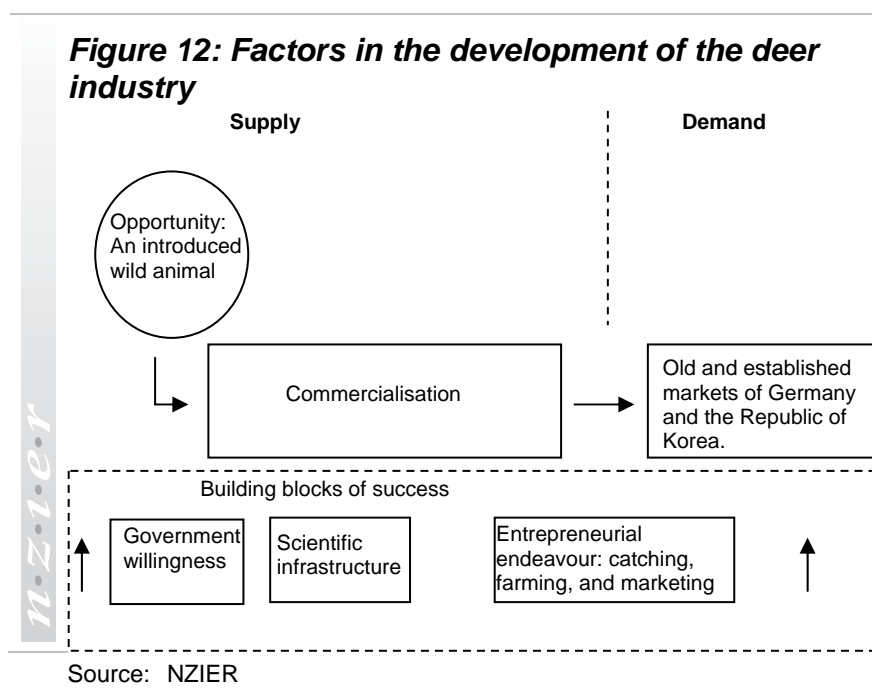 Figure 12: Factors in the development of the deer
industry
Supply
Demand
Opportunity:
An introduced
wild animal
Commercialisation
Old and established
markets of Germany
and the Republic of
Korea.
Building blocks of success
Government
willingness
Scientific
infrastructure
Entrepreneurial
endeavour: catching,
farming, and marketing
n•z•i•e•r
Source: NZIER